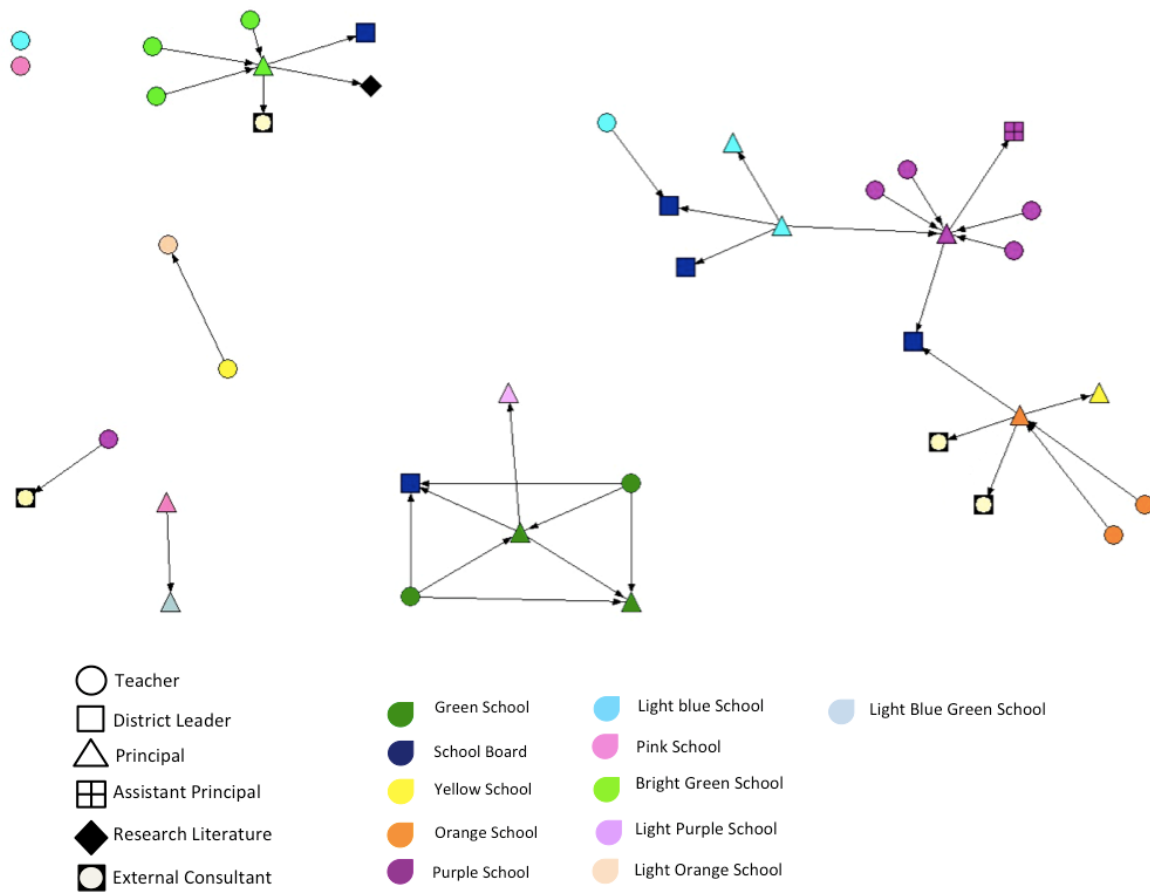 Teacher
District Leader
Principal
Assistant Principal
Research Literature
External Consultant
Green School
School Board
Yellow School
Orange School
Purple School
Light blue School
Pink School
Bright Green School
Light Purple School
Light Orange School
Light Blue Green School